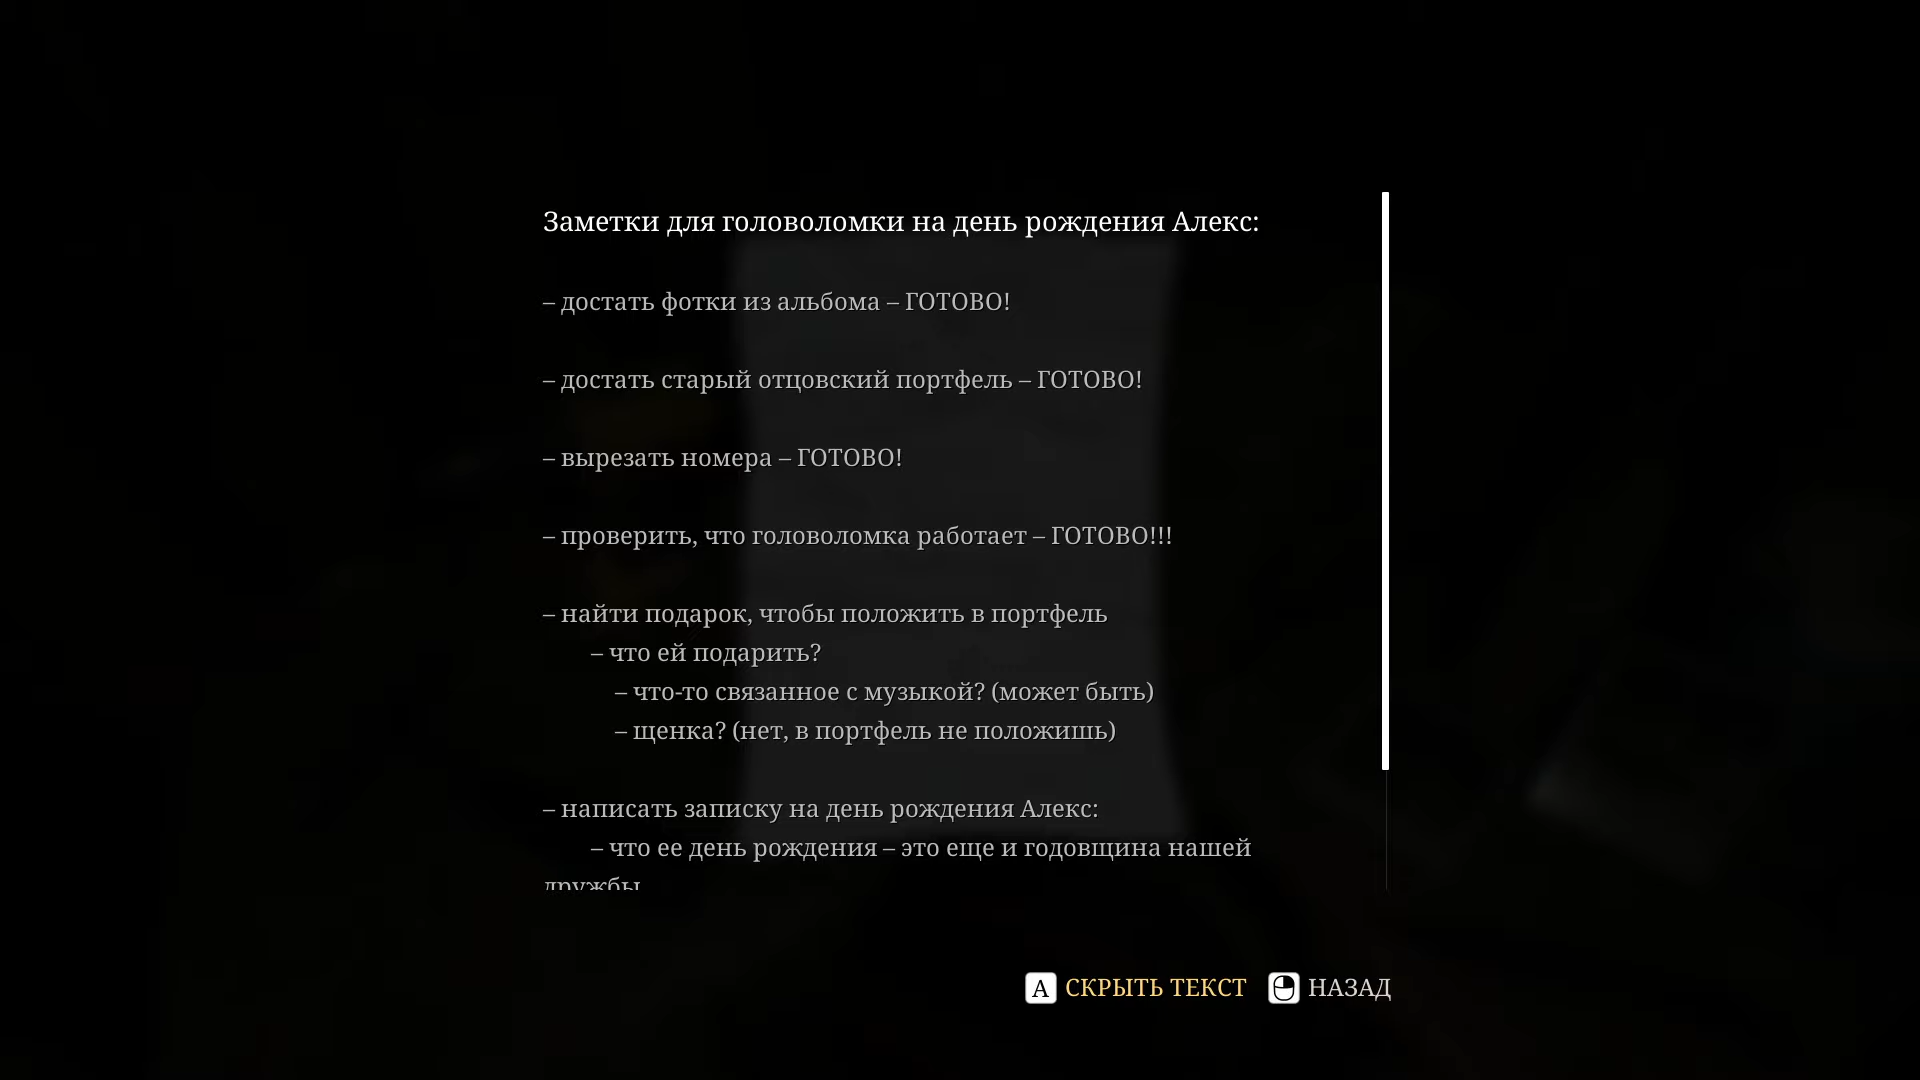 Заметки для головоломки на день рождения Алекс:
– достать фотки из альбома – ГОТОВО!
– достать старый отцовский портфель – ГОТОВО!
– вырезать номера – ГОТОВО!
– проверить, что головоломка работает – ГОТОВО!!!
– найти подарок, чтобы положить в портфель
– что ей подарить?
– что-то связанное с музыкой? (может быть)
– щенка? (нет, в портфель не положишь)
– написать записку на день рождения Алекс:
– что ее день рождения – это еще и годовщина нашей
дружбы
A СКРЫТЬ ТЕКСТ НАЗАД